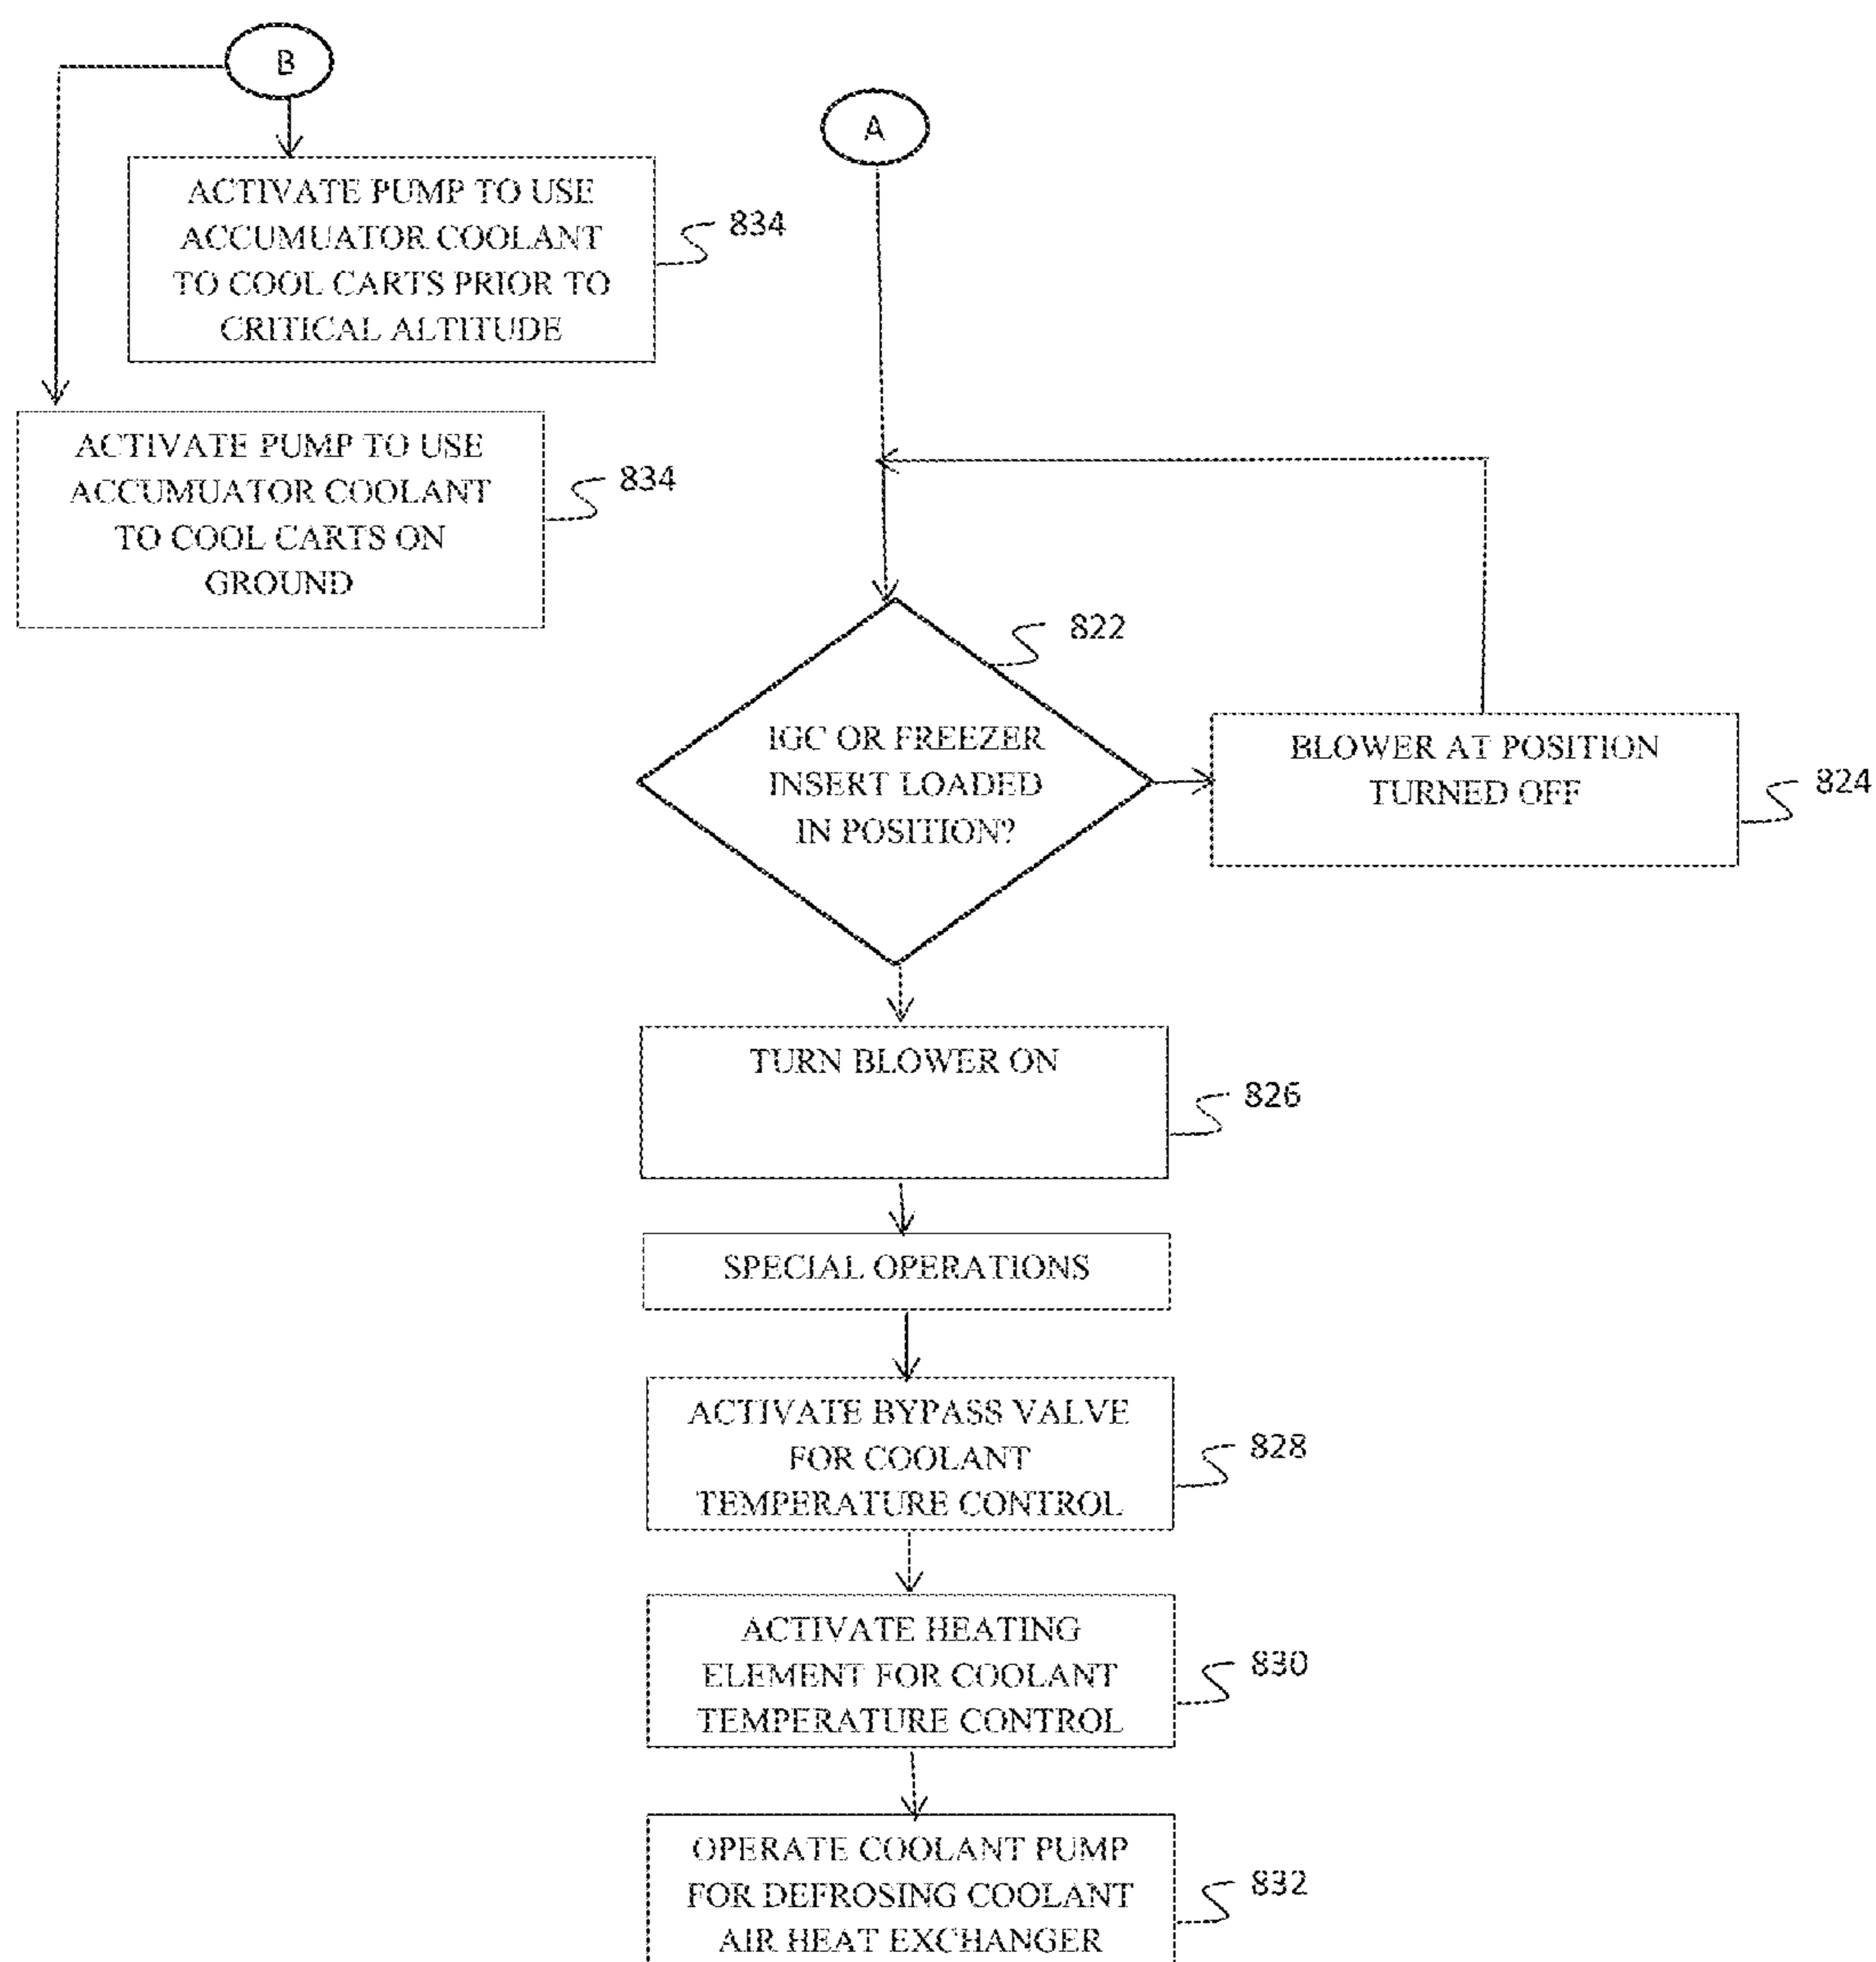 B
ACTIVATE PUMP TO USE
ACCUMUATOR COOLANT
TO COOL CARTS PRIOR TO
CRITICAL ALTITUDE
834
ACTIVATE PUMP TO USE
ACCUMUATOR COOLANT
TO COOL CARTS ON
GROUND
834
A
822
IGC OR FREEZER
INSERT LOADED
IN POSITION?
BLOWER AT POSITION
TURNED OFF
824
TURN BLOWER ON
826
SPECIAL OPERATIONS
ACTIVATE BYPASS VALVE
FOR COOLANT
TEMPERATURE CONTROL
828
ACTIVATE HEATING
ELEMENT FOR COOLANT
TEMPERATURE CONTROL
830
OPERATE COOLANT PUMP
FOR DEFROSING COOLANT
AIR HEAT EXCHANGER
832